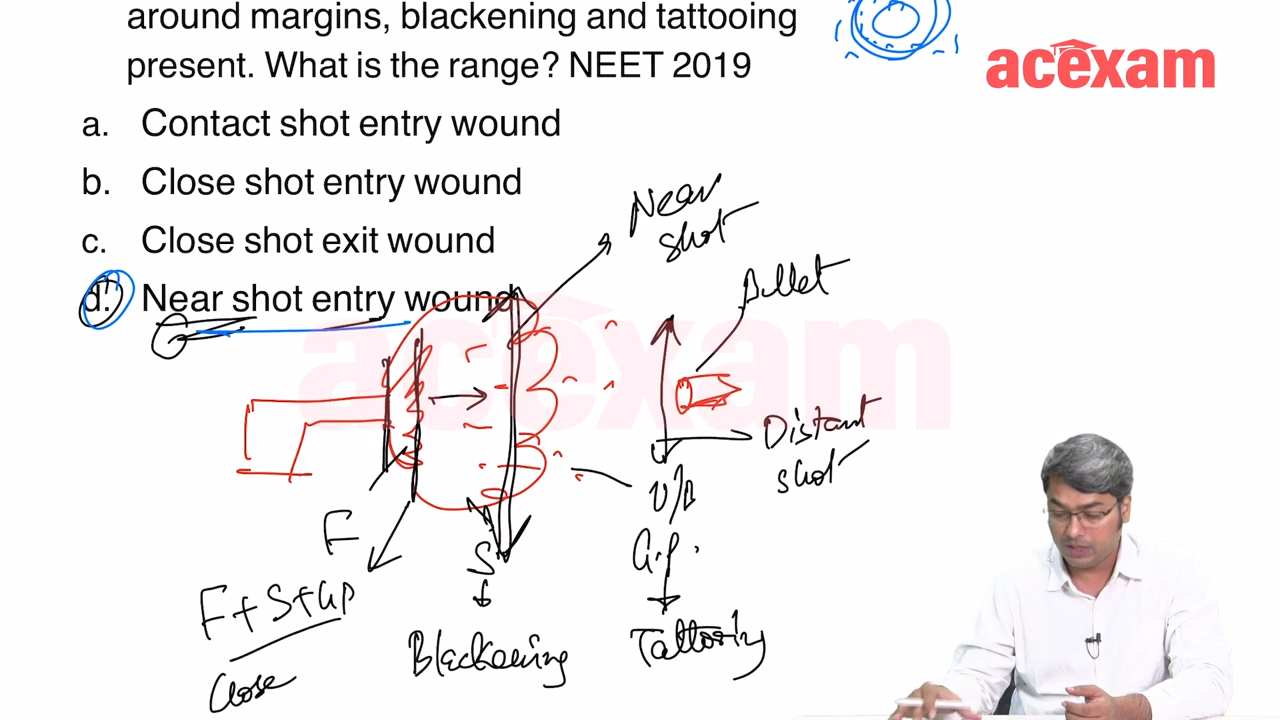 around margins, blackening and tattooing
present. What is the range? NEET 2019
acexam
a. Contact shot entry wound
b. Close shot entry wound
c. Close shot exit wound
d. Near shot entry wound
Near
shot
Bullet
acexam
Distant
shot
F
S
F + S + GP
Close
Blackening
G.P.
Tattooing